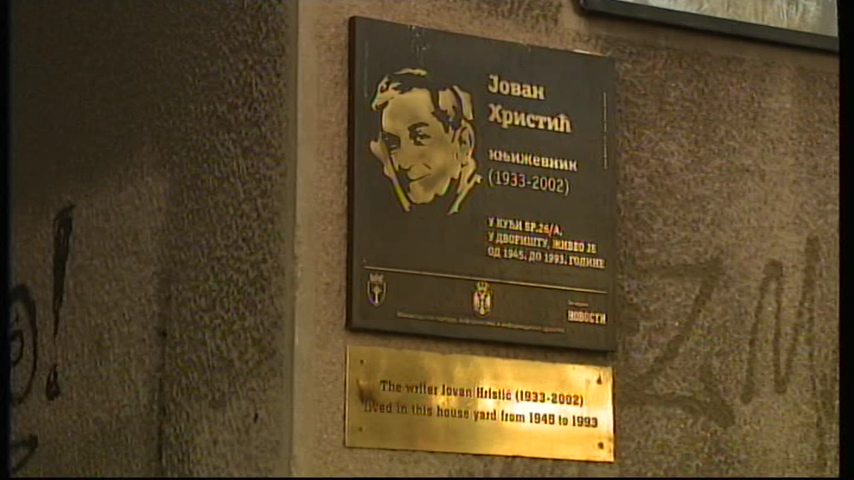 Јован
Христић
књижевник
(1933-2002)
У КУЋИ БР.26/А,
У ДВОРИШТУ, ЖИВЕО ЈЕ
ОД 1945. ДО 1993. ГОДИНЕ
НОВОСТИ
The writer Jovan Hristić (1933-2002)
lived in this house yard from 1945 to 1993